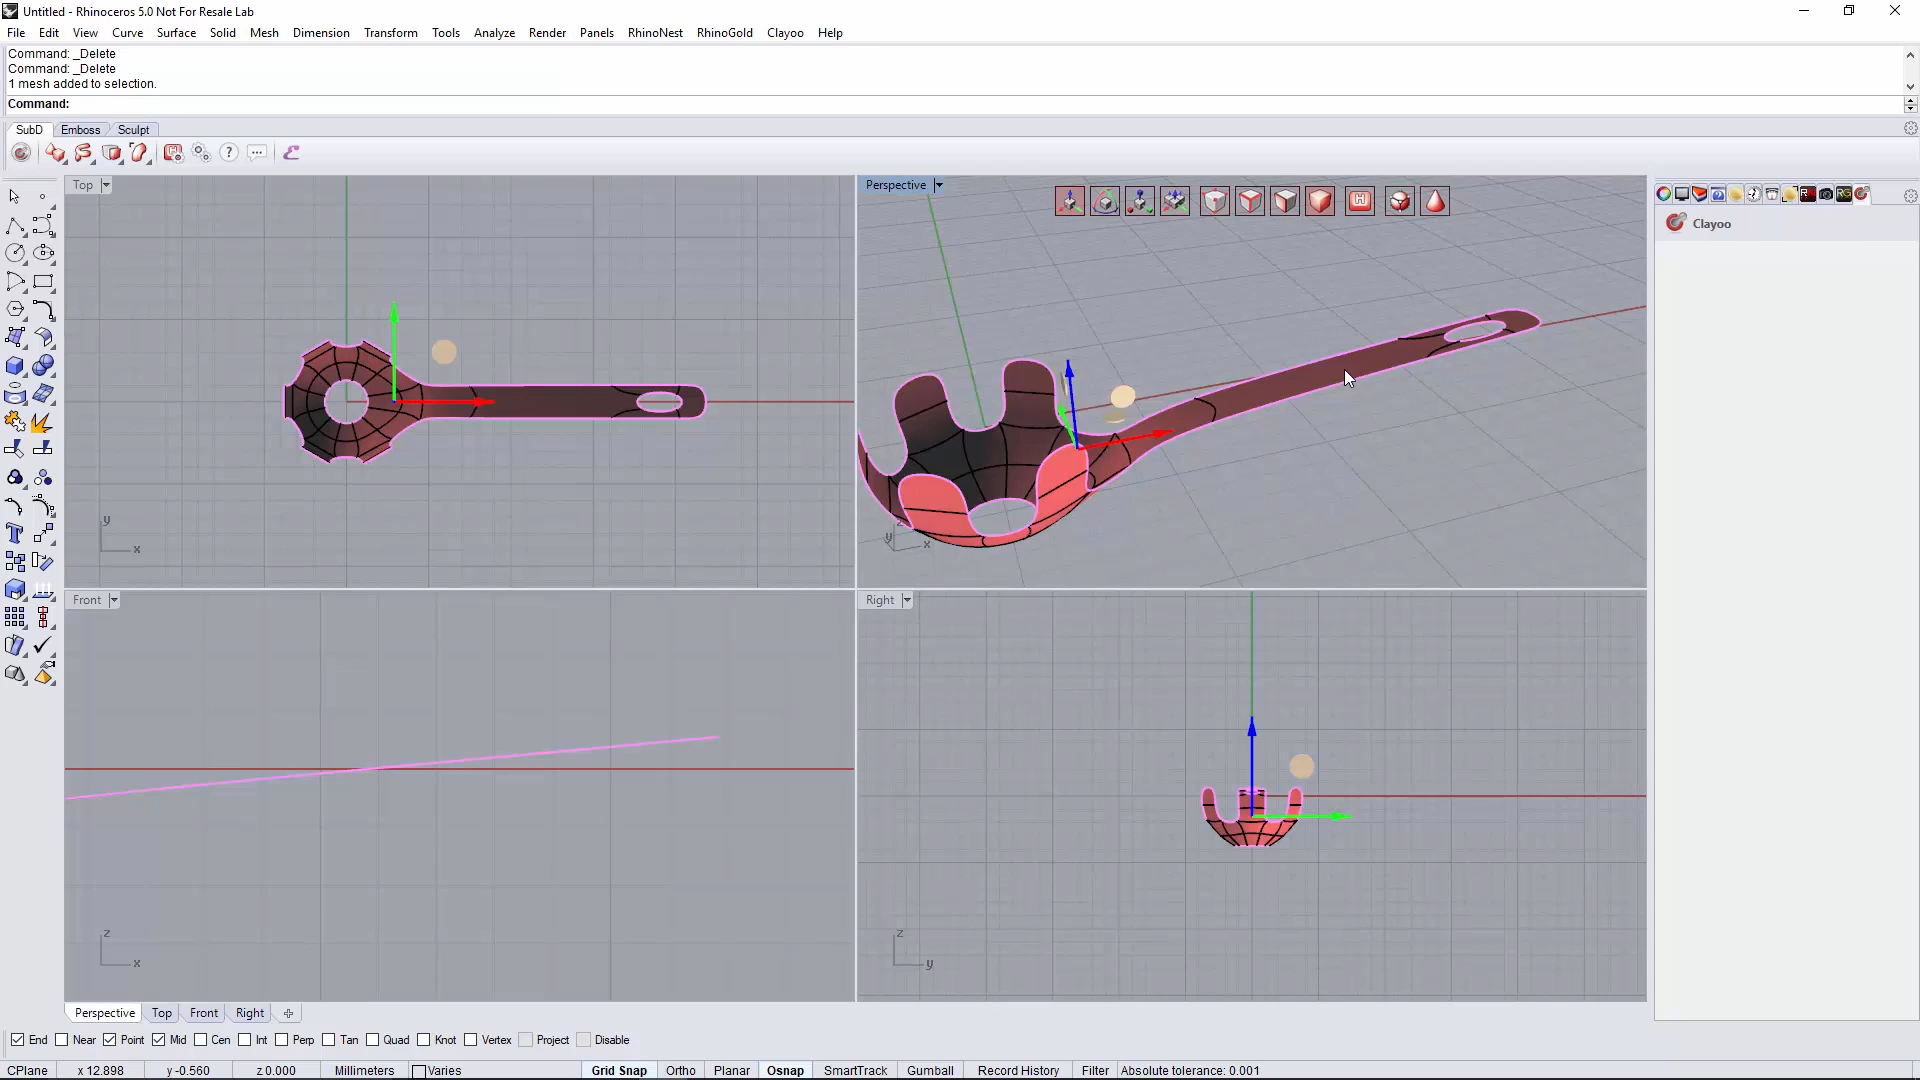 Untitled - Rhinoceros 5.0 Not For Resale Lab
File Edit View Curve Surface Solid Mesh Dimension Transform Tools Analyze Render Panels RhinoNest RhinoGold Clayoo Help
Command: _Delete
Command: _Delete
1 mesh added to selection.
Command:
SubD Emboss Sculpt
Top
Perspective
Clayoo
y
x
z
y
x
Front
Right
z
x
z
y
Perspective Top Front Right
End Near Point Mid Cen Int Perp Tan Quad Knot Vertex Project Disable
CPlane x 12.898 y -0.560 z 0.000 Millimeters Varies Grid Snap Ortho Planar Osnap SmartTrack Gumball Record History Filter Absolute tolerance: 0.001